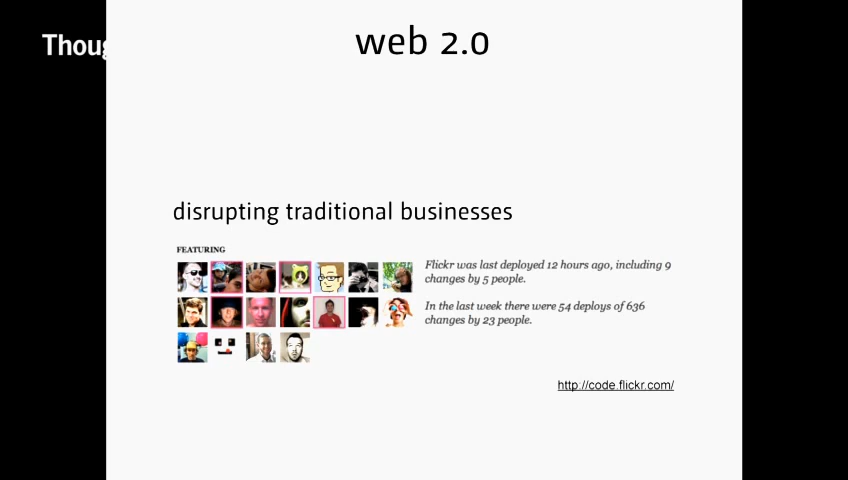 Thoug
web 2.0
disrupting traditional businesses
FEATURING
Flickr was last deployed 12 hours ago, including 9
changes by 5 people.
In the last week there were 54 deploys of 636
changes by 23 people.
http://code.flickr.com/